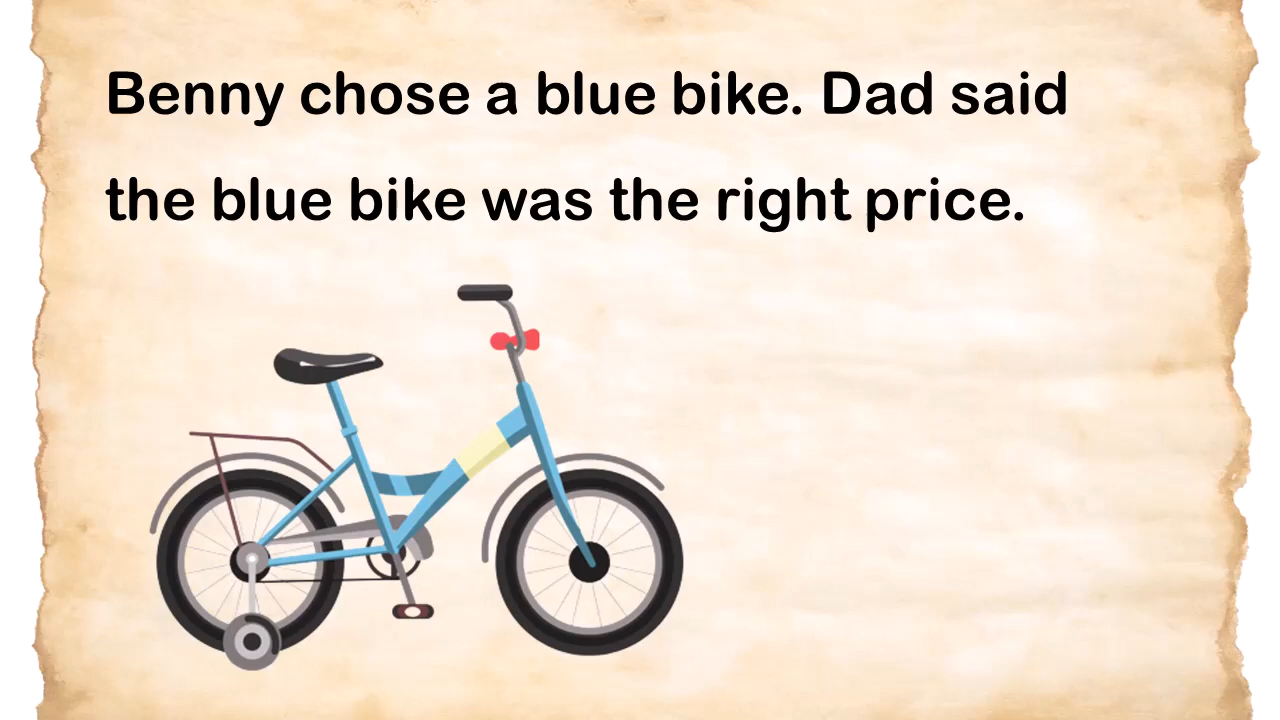 Benny chose a blue bike. Dad said
the blue bike was the right price.